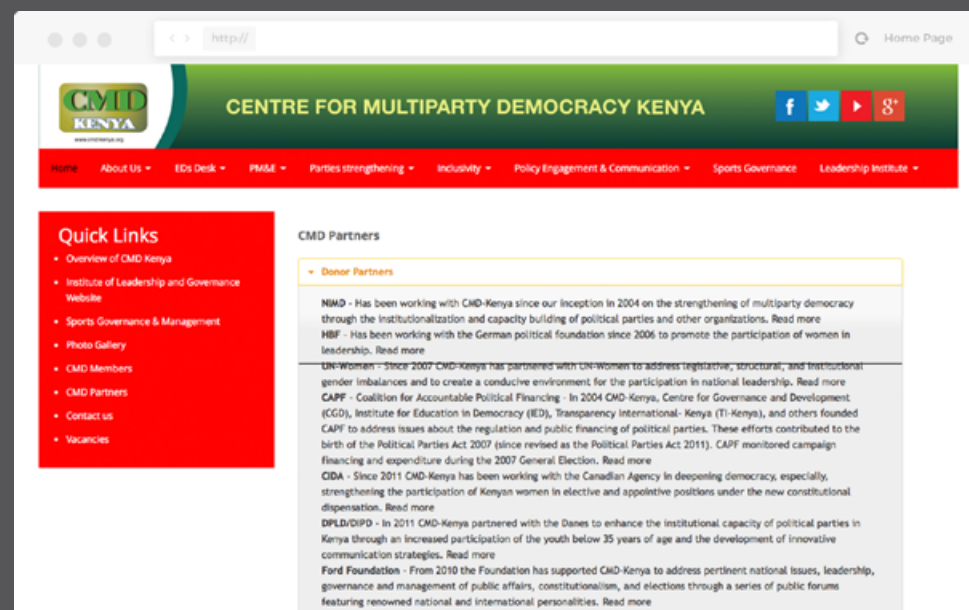 http://
Home Page
CMD
KENYA
www.cmdkenya.org
CENTRE FOR MULTIPARTY DEMOCRACY KENYA
f
8+
Home
About Us
EDs Desk
PM&E
Parties strengthening
Inclusivity
Policy Engagement & Communication
Sports Governance
Leadership Institute
Quick Links
• Overview of CMD Kenya
• Institute of Leadership and Governance
Website
• Sports Governance & Management
• Photo Gallery
• CMD Members
• CMD Partners
• Contact us
• Vacancies
CMD Partners
Donor Partners
NIMD - Has been working with CMD-Kenya since our inception in 2004 on the strengthening of multiparty democracy
through the institutionalization and capacity building of political parties and other organizations. Read more
HBF - Has been working with the German political foundation since 2006 to promote the participation of women in
leadership. Read more
UN-Women - Since 2007 CMD-Kenya has partnered with UN-Women to address legislative, structural, and institutional
gender imbalances and to create a conducive environment for the participation in national leadership. Read more
CAPF - Coalition for Accountable Political Financing - In 2004 CMD-Kenya, Centre for Governance and Development
(CGD), Institute for Education in Democracy (IED), Transparency International- Kenya (TI-Kenya), and others founded
CAPF to address issues about the regulation and public financing of political parties. These efforts contributed to the
birth of the Political Parties Act 2007 (since revised as the Political Parties Act 2011). CAPF monitored campaign
financing and expenditure during the 2007 General Election. Read more
CIDA - Since 2011 CMD-Kenya has been working with the Canadian Agency in deepening democracy, especially,
strengthening the participation of Kenyan women in elective and appointive positions under the new constitutional
dispensation. Read more
DPLD/DIPD - In 2011 CMD-Kenya partnered with the Danes to enhance the institutional capacity of political parties in
Kenya through an increased participation of the youth below 35 years of age and the development of innovative
communication strategies. Read more
Ford Foundation - From 2010 the Foundation has supported CMD-Kenya to address pertinent national issues, leadership,
governance and management of public affairs, constitutionalism, and elections through a series of public forums
featuring renowned national and international personalities. Read more